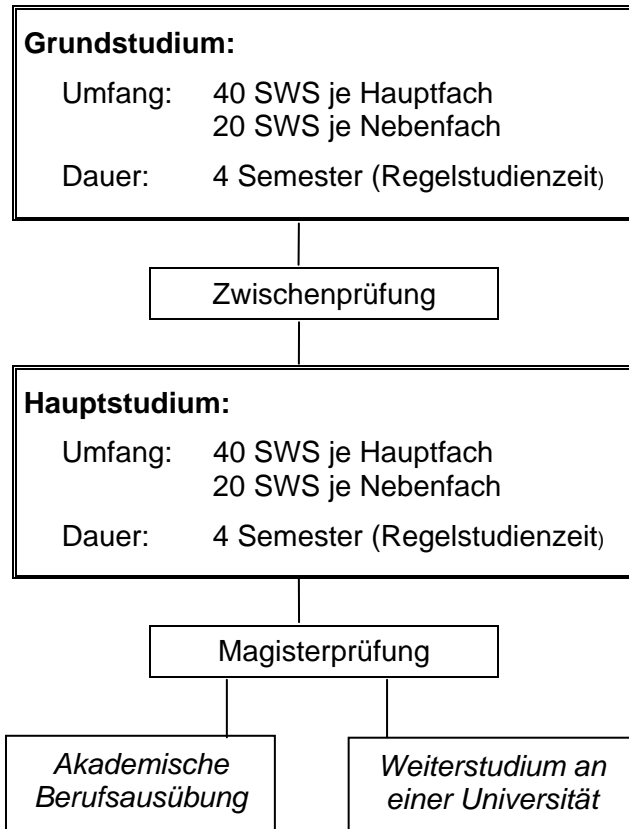 Grundstudium:
Umfang: 40 SWS je Hauptfach
20 SWS je Nebenfach
Dauer: 4 Semester (Regelstudienzeit)
Zwischenprüfung
Hauptstudium:
Umfang: 40 SWS je Hauptfach
20 SWS je Nebenfach
Dauer: 4 Semester (Regelstudienzeit)
Magisterprüfung
Akademische
Berufsausübung
Weiterstudium an
einer Universität